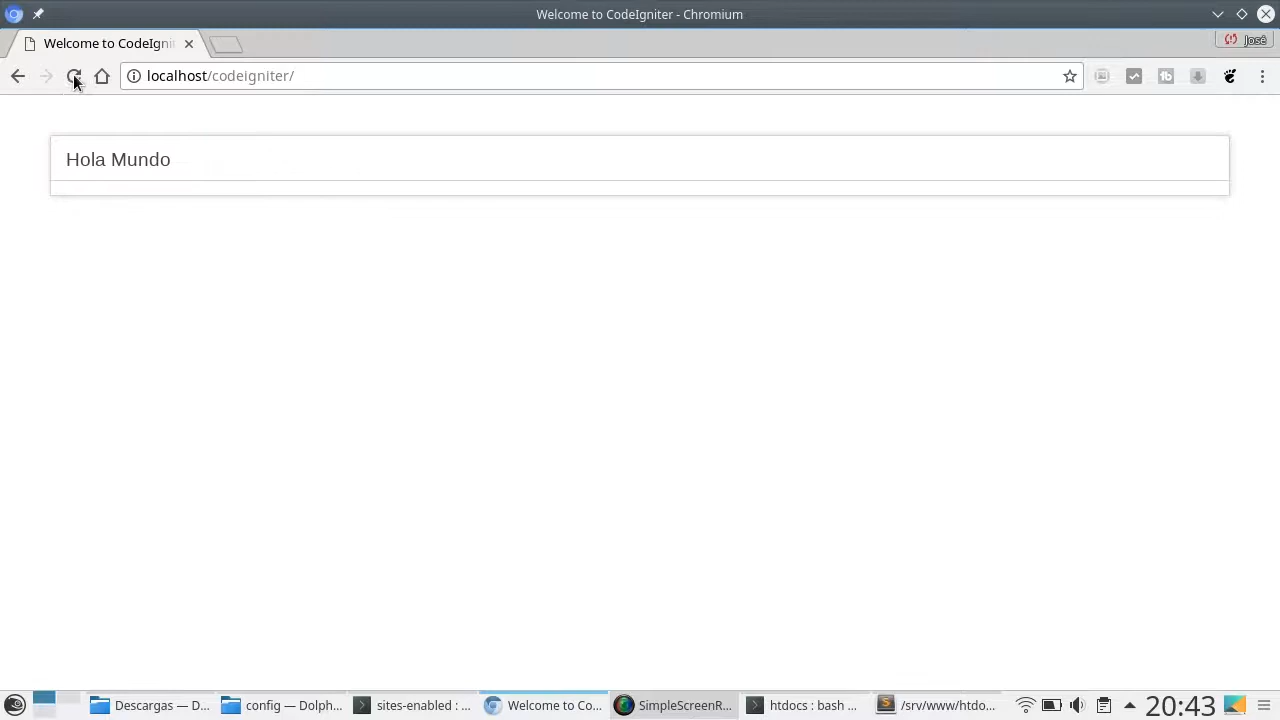 Welcome to CodeIgniter - Chromium
Welcome to CodeIgni
José
localhost/codeigniter/
Hola Mundo
Descargas — D...
config — Dolph...
sites-enabled : ...
Welcome to Co...
SimpleScreenR...
htdocs : bash ...
/srv/www/htdo...
20:43